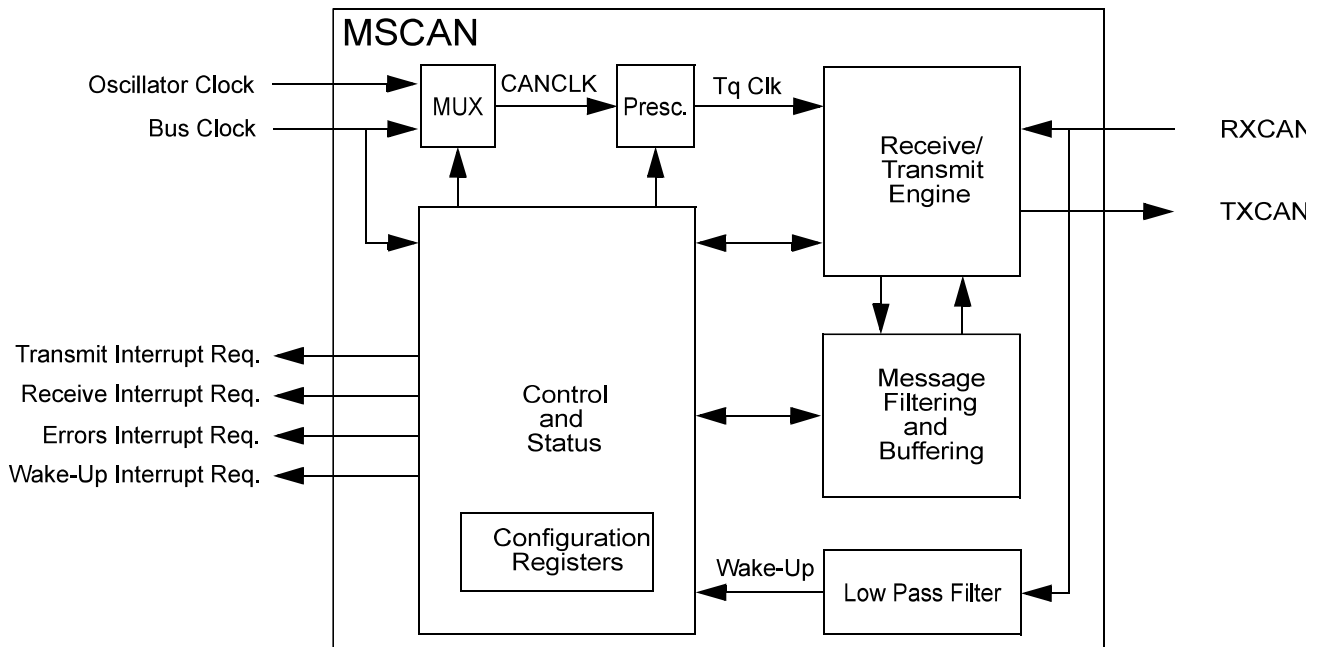 MSCAN
Oscillator Clock
Bus Clock
MUX
CANCLK
Presc.
Tq Clk
Receive/
Transmit
Engine
RXCAN
TXCAN
Transmit Interrupt Req.
Receive Interrupt Req.
Errors Interrupt Req.
Wake-Up Interrupt Req.
Control
and
Status
Message
Filtering
and
Buffering
Configuration
Registers
Wake-Up
Low Pass Filter